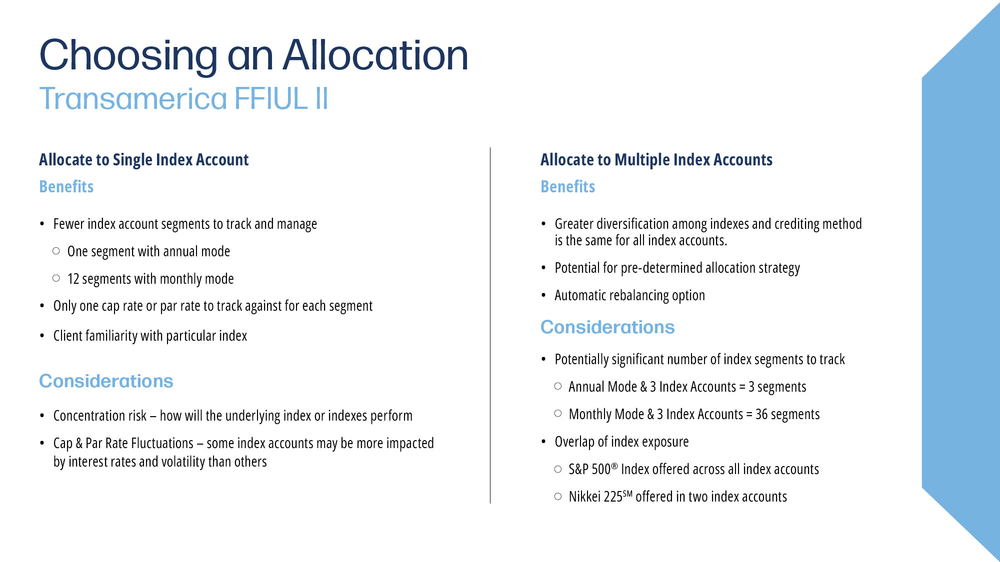 Choosing an Allocation
Transamerica FFIUL II
Allocate to Single Index Account
Benefits
• Fewer index account segments to track and manage
○ One segment with annual mode
○ 12 segments with monthly mode
• Only one cap rate or par rate to track against for each segment
• Client familiarity with particular index
Considerations
• Concentration risk – how will the underlying index or indexes perform
• Cap & Par Rate Fluctuations – some index accounts may be more impacted
by interest rates and volatility than others
Allocate to Multiple Index Accounts
Benefits
• Greater diversification among indexes and crediting method
is the same for all index accounts.
• Potential for pre-determined allocation strategy
• Automatic rebalancing option
Considerations
• Potentially significant number of index segments to track
○ Annual Mode & 3 Index Accounts = 3 segments
○ Monthly Mode & 3 Index Accounts = 36 segments
• Overlap of index exposure
○ S&P 500® Index offered across all index accounts
○ Nikkei 225℠ offered in two index accounts